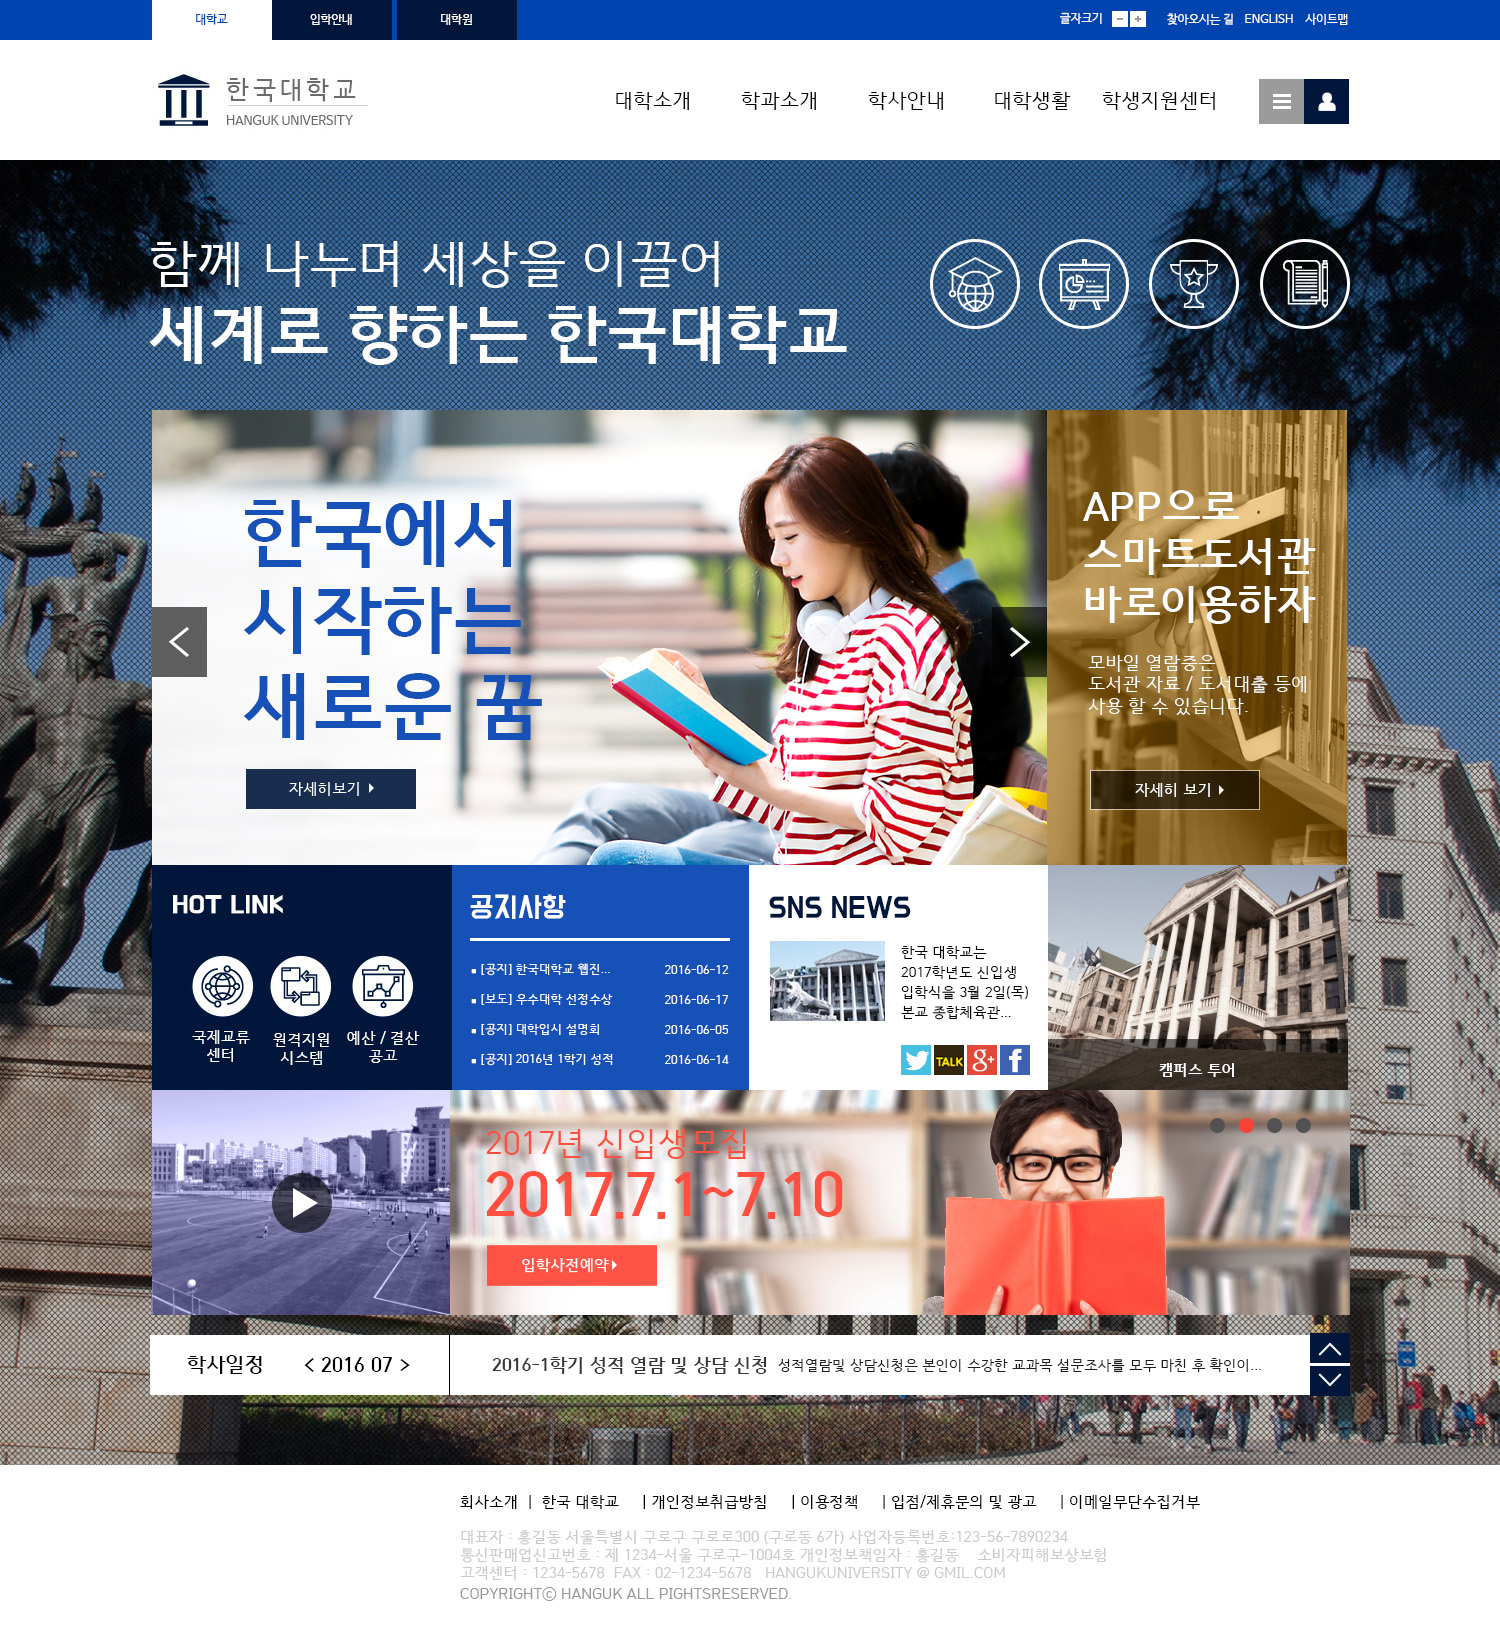 대학교 입학안내 대학원 글자크기 찾아오시는 길 ENGLISH 사이트맵
한국대학교
HANGUK UNIVERSITY
대학소개 학과소개 학사안내 대학생활 학생지원센터
함께 나누며 세상을 이끌어
세계로 향하는 한국대학교
한국에서
시작하는
새로운 꿈
자세히보기
APP으로
스마트도서관
바로이용하자
모바일 열람증은
도서관 자료 / 도서대출 등에
사용 할 수 있습니다.
자세히 보기
HOT LINK
국제교류
센터
원격지원
시스템
예산 / 결산
공고
공지사항
[공지] 한국대학교 웹진... 2016-06-12
[보도] 우수대학 선정수상 2016-06-17
[공지] 대학입시 설명회 2016-06-05
[공지] 2016년 1학기 성적 2016-06-14
SNS NEWS
한국 대학교는
2017학년도 신입생
입학식을 3월 2일(목)
본교 종합체육관...
TALK
캠퍼스 투어
2017년 신입생모집
2017.7.1~7.10
입학사전예약
학사일정 < 2016 07 >
2016-1학기 성적 열람 및 상담 신청 성적열람및 상담신청은 본인이 수강한 교과목 설문조사를 모두 마친 후 확인이...
회사소개 | 한국 대학교 | 개인정보취급방침 | 이용정책 | 입점/제휴문의 및 광고 | 이메일무단수집거부
대표자 : 홍길동 서울특별시 구로구 구로로300 (구로동 6가) 사업자등록번호:123-56-7890234
통신판매업신고번호 : 제 1234-서울 구로구-1004호 개인정보책임자 : 홍길동 소비자피해보상보험
고객센터 : 1234-5678 FAX : 02-1234-5678 HANGUKUNIVERSITY @ GMIL.COM
COPYRIGHTⓒ HANGUK ALL PIGHTSRESERVED.